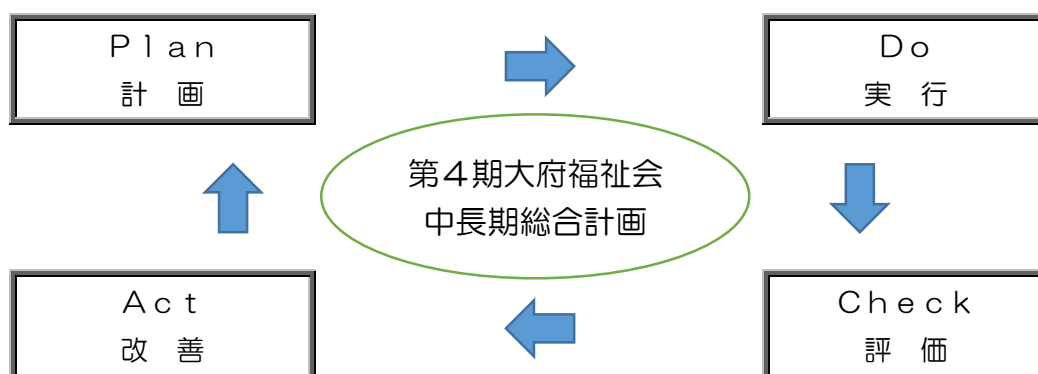 Ｐｌａｎ
計　画
Ｄｏ
実　行
第４期大府福祉会
中長期総合計画
Ａｃｔ
改　善
Ｃｈｅｃｋ
評　価